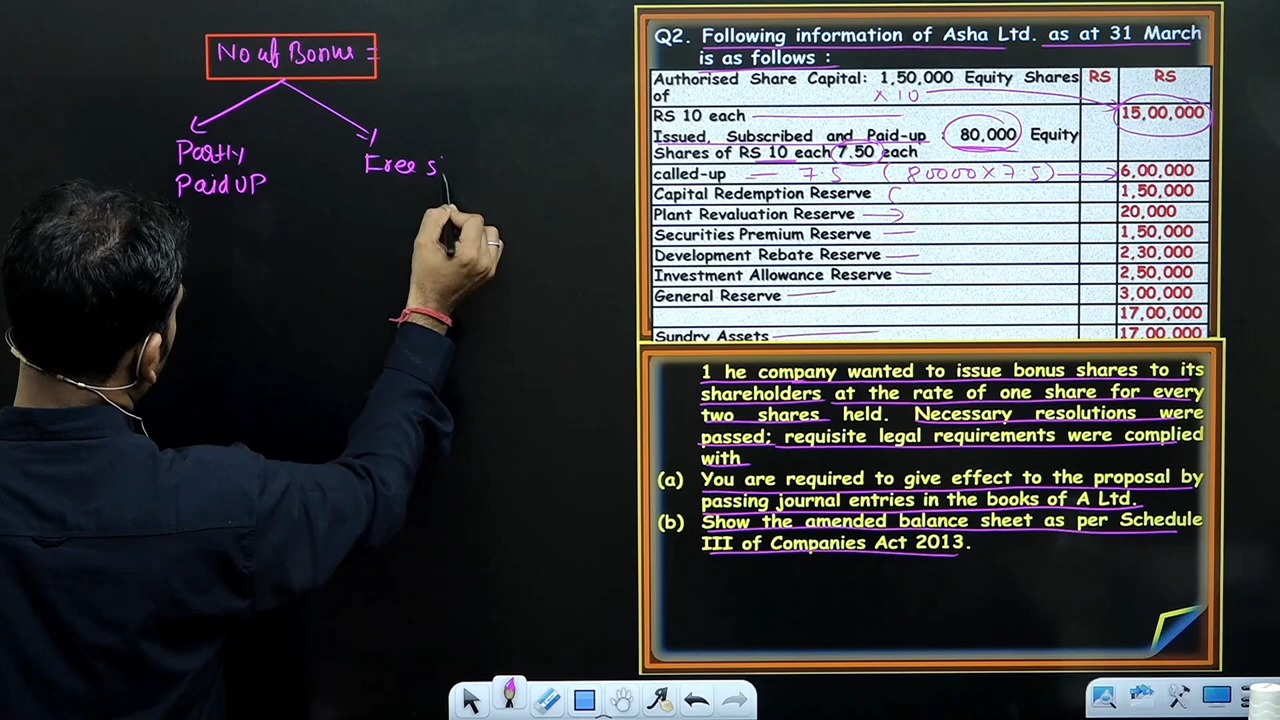 No of Bonus =
Partly
Paid UP
Free s
Q2. Following information of Asha Ltd. as at 31 March
is as follows :
Authorised Share Capital: 1,50,000 Equity Shares RS RS
of × 10
RS 10 each 15,00,000
Issued, Subscribed and Paid-up : 80,000 Equity
Shares of RS 10 each 7.50 each
called-up — 7.5 ( 80000 × 7.5 ) 6,00,000
Capital Redemption Reserve 1,50,000
Plant Revaluation Reserve 20,000
Securities Premium Reserve 1,50,000
Development Rebate Reserve 2,30,000
Investment Allowance Reserve 2,50,000
General Reserve 3,00,000
17,00,000
Sundry Assets 17,00,000
1 he company wanted to issue bonus shares to its
shareholders at the rate of one share for every
two shares held. Necessary resolutions were
passed; requisite legal requirements were complied
with
(a) You are required to give effect to the proposal by
passing journal entries in the books of A Ltd.
(b) Show the amended balance sheet as per Schedule
III of Companies Act 2013.